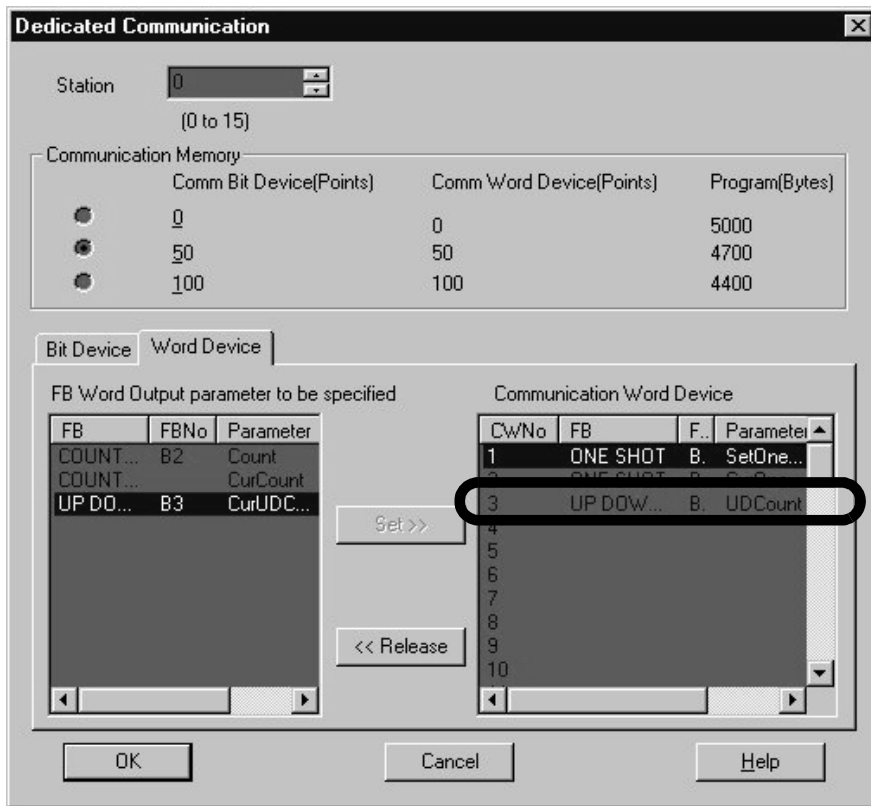 Dedicated Communication
Station 0
(0 to 15)
Communication Memory
Comm Bit Device(Points) Comm Word Device(Points) Program(Bytes)
0 0 5000
50 50 4700
100 100 4400
Bit Device Word Device
FB Word Output parameter to be specified Communication Word Device
FB FBNo Parameter CWNo FB F.. Parameter
COUNT... B2 Count 1 ONE SHOT B. SetOne...
COUNT... CurCount 2 ONE SHOT B.
UP DO... B3 CurUDC... 3 UP DOW... B. UDCount
Set >> 4
5
6
7
8
<< Release 9
10
OK Cancel Help